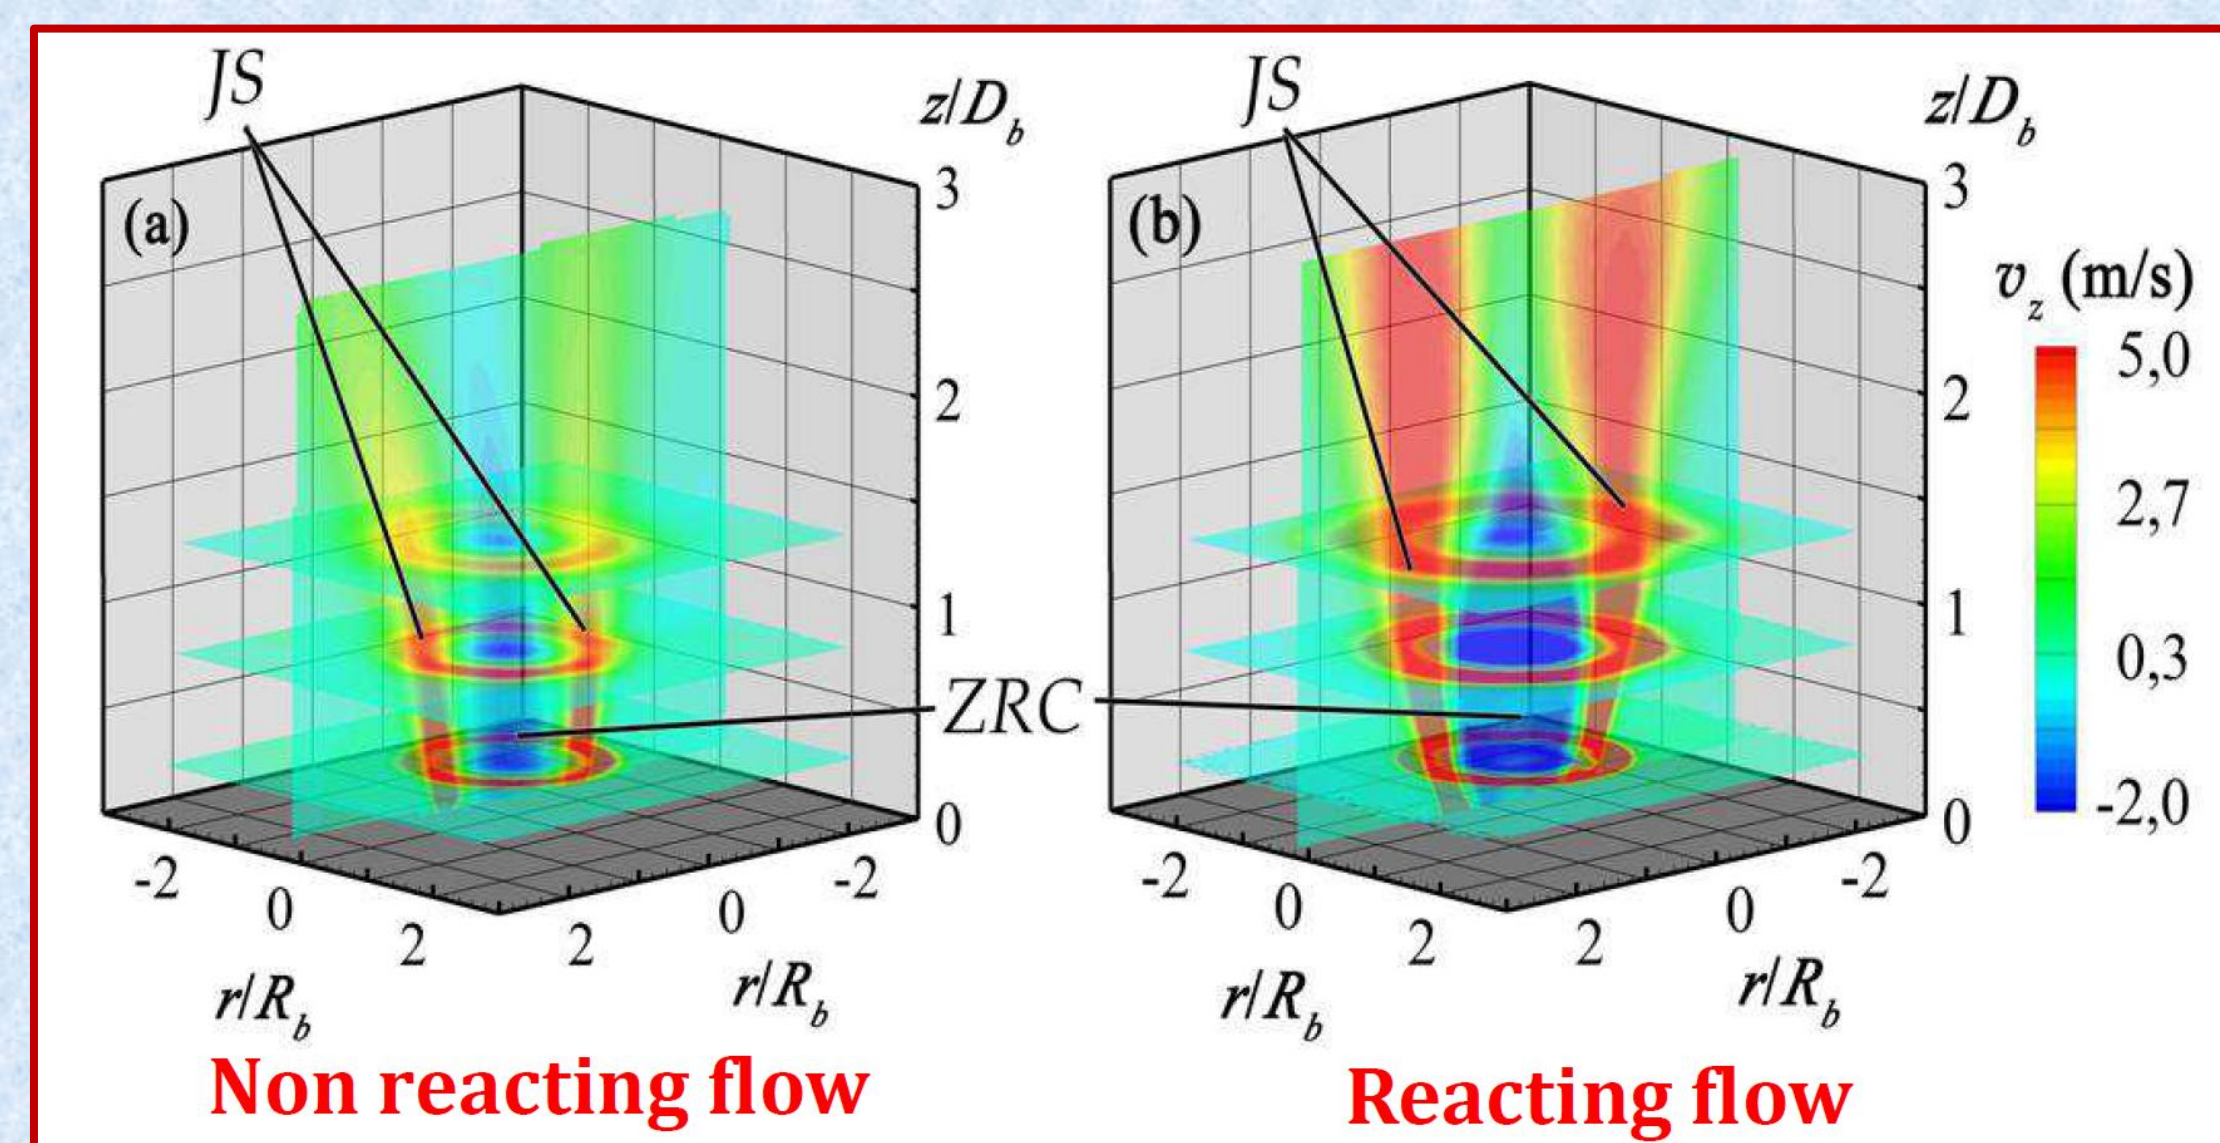 JS
z/D_b
3
(a)
2
1
ZRC
0
-2
0
2
2
0
-2
r/R_b
r/R_b
Non reacting flow
JS
z/D_b
3
(b)
2
1
0
-2
0
2
2
0
-2
r/R_b
r/R_b
Reacting flow
v_z (m/s)
5,0
2,7
0,3
-2,0